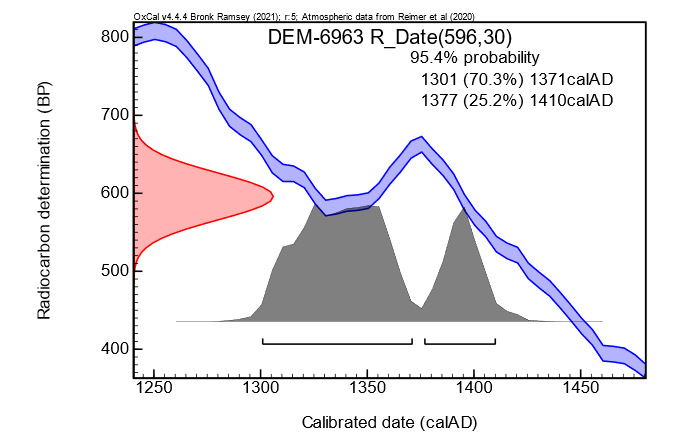 OxCal v4.4.4 Bronk Ramsey (2021); r:5; Atmospheric data from Reimer et al (2020)
DEM-6963 R_Date(596,30)
95.4% probability
1301 (70.3%) 1371calAD
1377 (25.2%) 1410calAD
Radiocarbon determination (BP)
800
700
600
500
400
1250 1300 1350 1400 1450
Calibrated date (calAD)